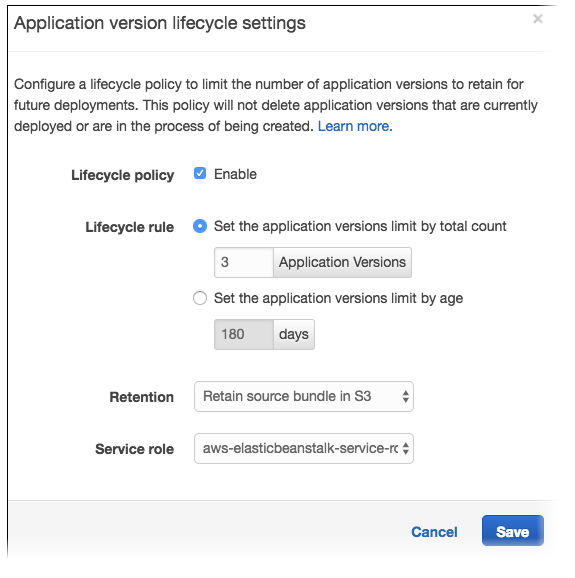 Application version lifecycle settings
×
Configure a lifecycle policy to limit the number of application versions to retain for
future deployments. This policy will not delete application versions that are currently
deployed or are in the process of being created. Learn more.
Lifecycle policy Enable
Lifecycle rule Set the application versions limit by total count
3 Application Versions
Set the application versions limit by age
180 days
Retention Retain source bundle in S3
Service role aws-elasticbeanstalk-service-r
Cancel Save